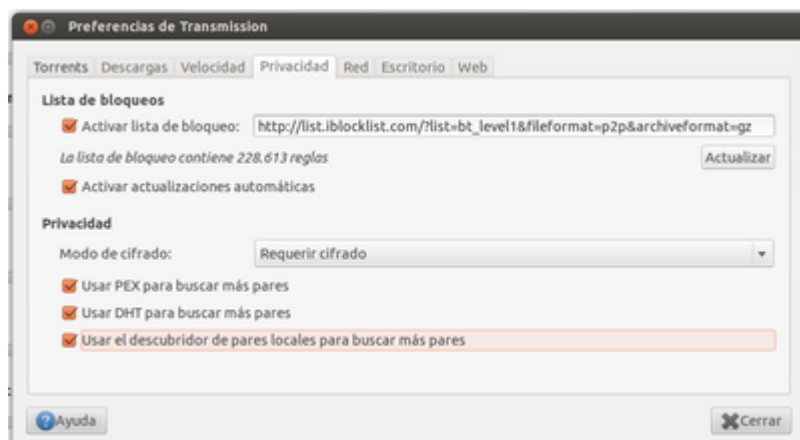 Preferencias de Transmission
Torrents Descargas Velocidad Privacidad Red Escritorio Web
Lista de bloqueos
Activar lista de bloqueo: http://list.iblocklist.com/?list=bt_level1&fileformat=p2p&archiveformat=gz
La lista de bloqueo contiene 228.613 reglas Actualizar
Activar actualizaciones automáticas
Privacidad
Modo de cifrado: Requerir cifrado
Usar PEX para buscar más pares
Usar DHT para buscar más pares
Usar el descubridor de pares locales para buscar más pares
Ayuda Cerrar